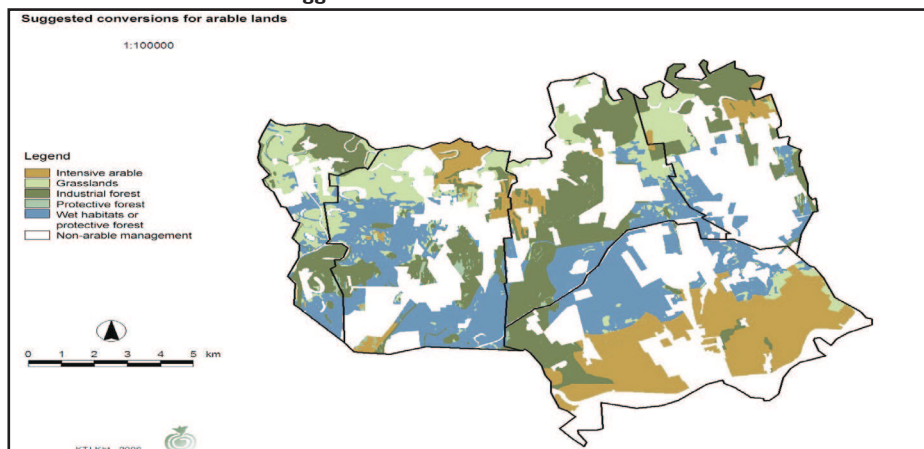 Suggested conversions for arable lands
1:100000
Legend
Intensive arable
Grasslands
Industrial forest
Protective forest
Wet habitats or
protective forest
Non-arable management
0 1 2 3 4 5 km